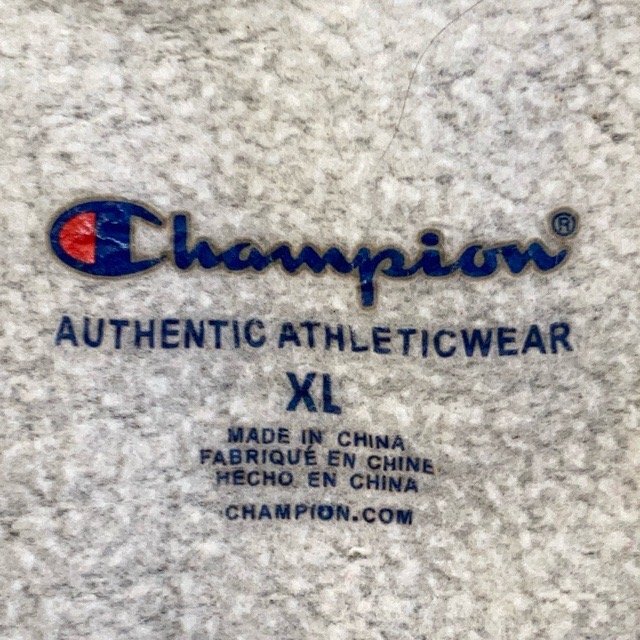 Champion®
AUTHENTIC ATHLETICWEAR
XL
MADE IN CHINA
FABRIQUÉ EN CHINE
HECHO EN CHINA
CHAMPION.COM